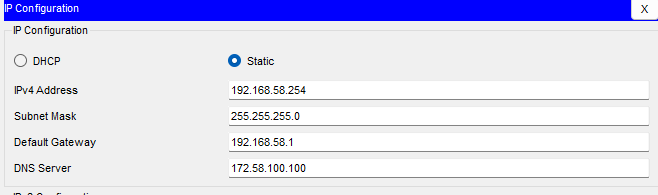 IP Configuration X
IP Configuration
DHCP Static
IPv4 Address 192.168.58.254
Subnet Mask 255.255.255.0
Default Gateway 192.168.58.1
DNS Server 172.58.100.100